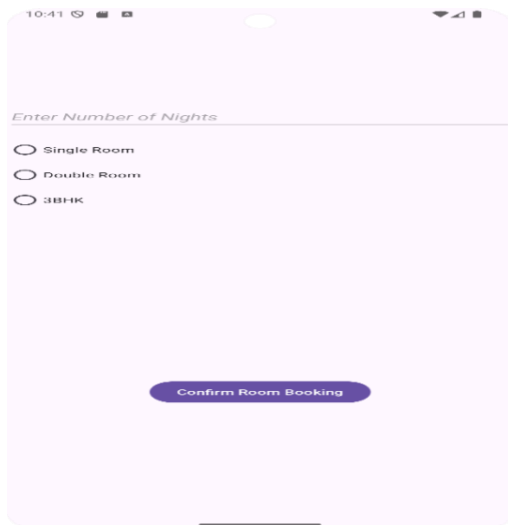 10:41
Enter Number of Nights
Single Room
Double Room
3BHK
Confirm Room Booking